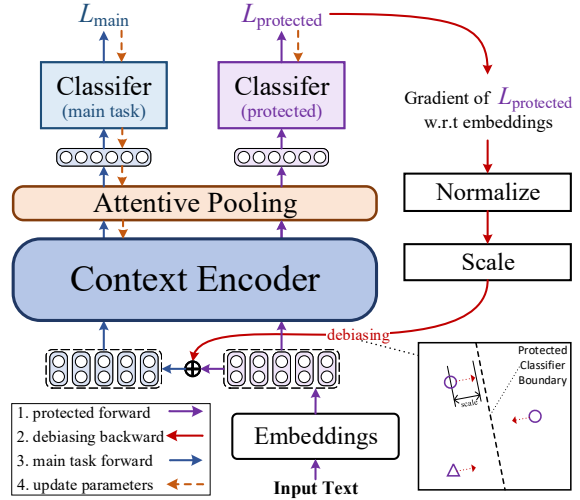 L_main
L_protected
Classifer
(main task)
Classifer
(protected)
Gradient of L_protected
w.r.t embeddings
Attentive Pooling
Normalize
Context Encoder
Scale
debiasing
Protected
Classifier
Boundary
scale
1. protected forward
2. debiasing backward
3. main task forward
4. update parameters
Embeddings
Input Text